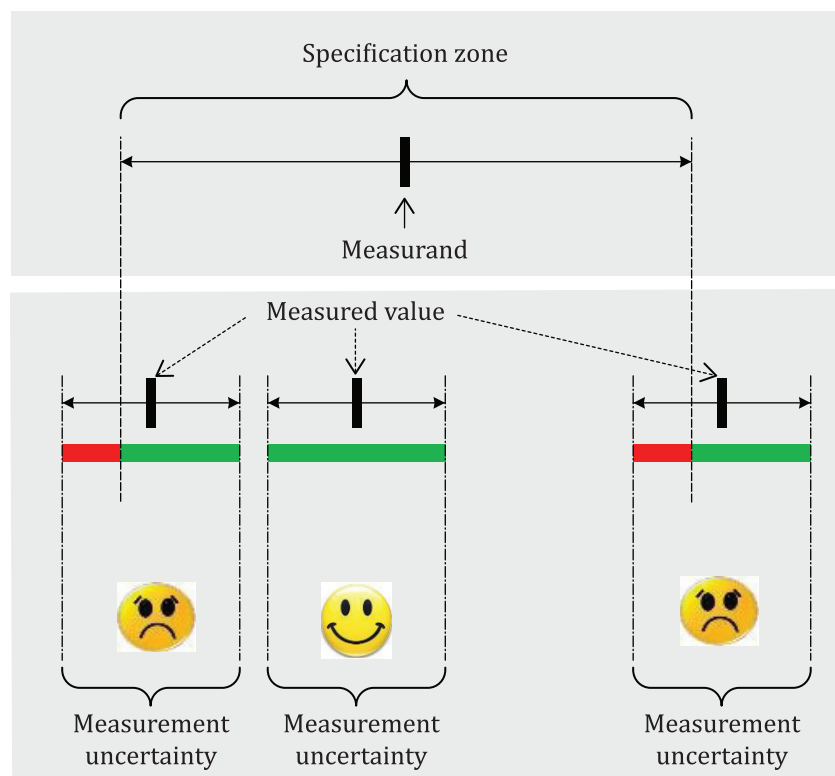 Specification zone
Measurand
Measured value
Measurement
uncertainty
Measurement
uncertainty
Measurement
uncertainty